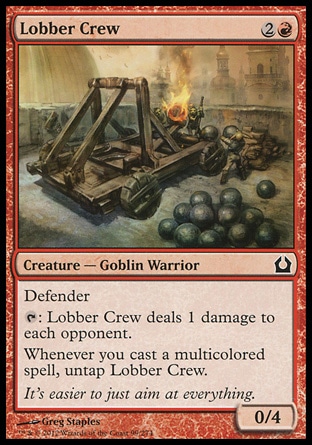 Lobber Crew 2
Creature — Goblin Warrior
Defender
: Lobber Crew deals 1 damage to
each opponent.
Whenever you cast a multicolored
spell, untap Lobber Crew.
It's easier to just aim at everything.
Greg Staples
0/4